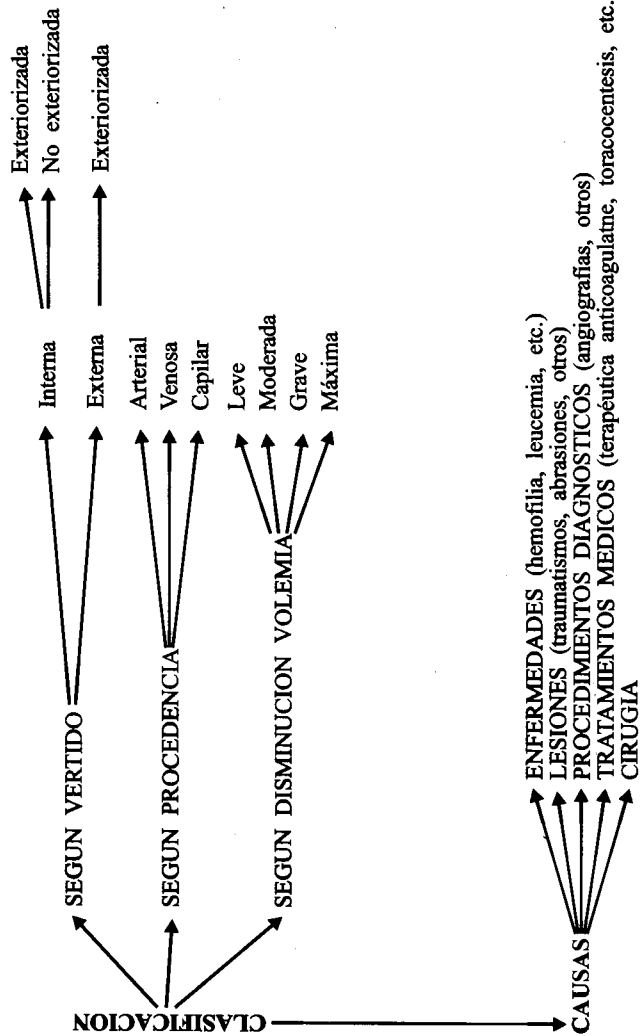 CLASIFICACION
SEGUN VERTIDO
Interna
Exteriorizada
No exteriorizada
Externa
Exteriorizada
SEGUN PROCEDENCIA
Arterial
Venosa
Capilar
SEGUN DISMINUCION VOLEMIA
Leve
Moderada
Grave
Máxima
CAUSAS
ENFERMEDADES (hemofilia, leucemia, etc.)
LESIONES (traumatismos, abrasiones, otros)
PROCEDIMIENTOS DIAGNOSTICOS (angiografias, otros)
TRATAMIENTOS MEDICOS (terapéutica anticoagulatne, toracocentesis, etc.
CIRUGIA